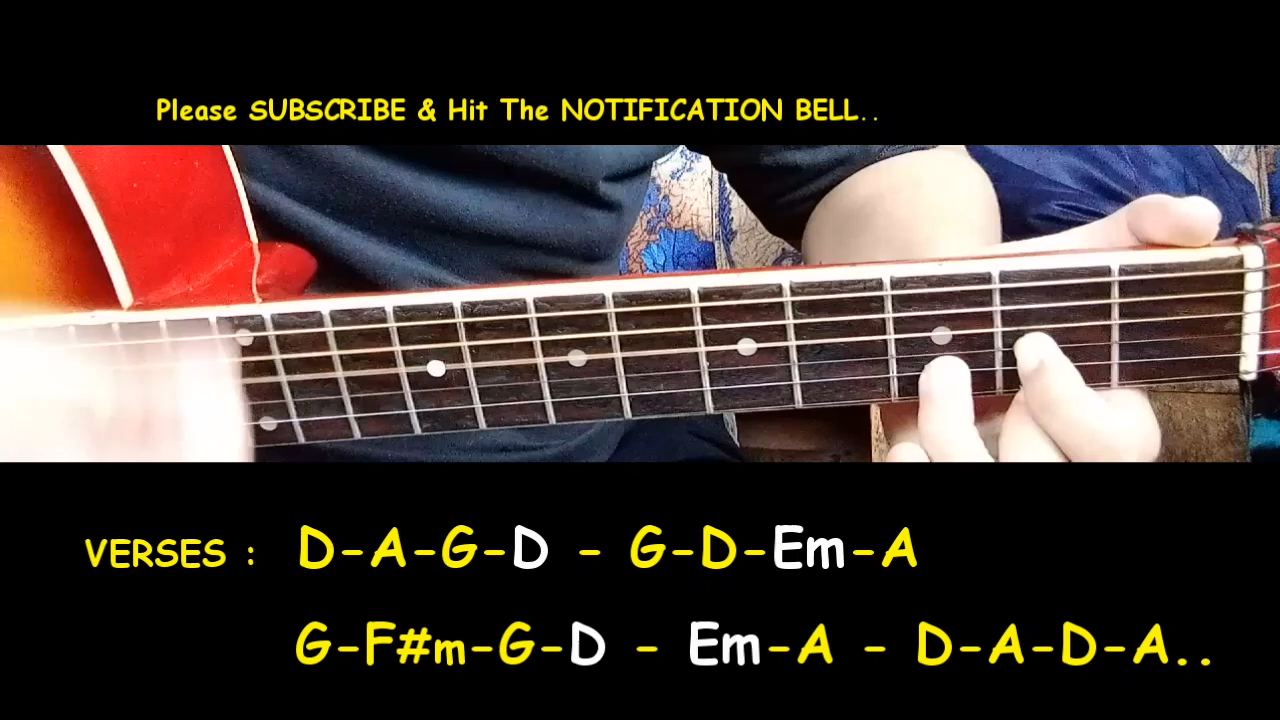 Please SUBSCRIBE & Hit The NOTIFICATION BELL..
VERSES : D-A-G-D - G-D-Em-A
G-F#m-G-D - Em-A - D-A-D-A..